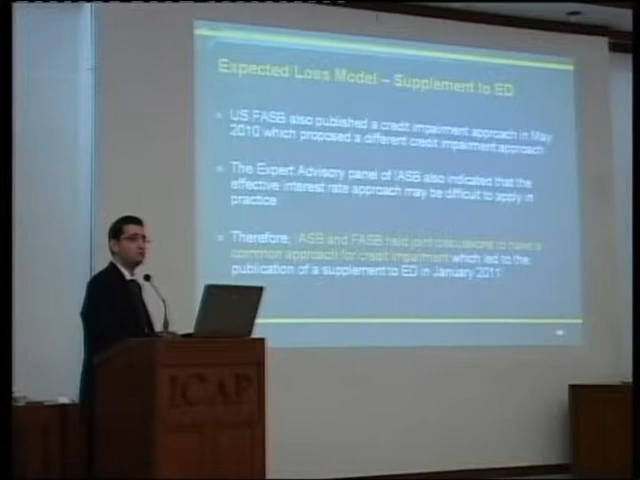 Expected Loss Model – Supplement to ED
US FASB also published a credit impairment approach in May
2010 which proposed a different credit impairment approach
The Expert Advisory panel of IASB also indicated that the
effective interest rate approach may be difficult to apply in
practice
Therefore, IASB and FASB held joint discussions to have a
common approach for credit impairment which led to the
publication of a supplement to ED in January 2011
ICAP